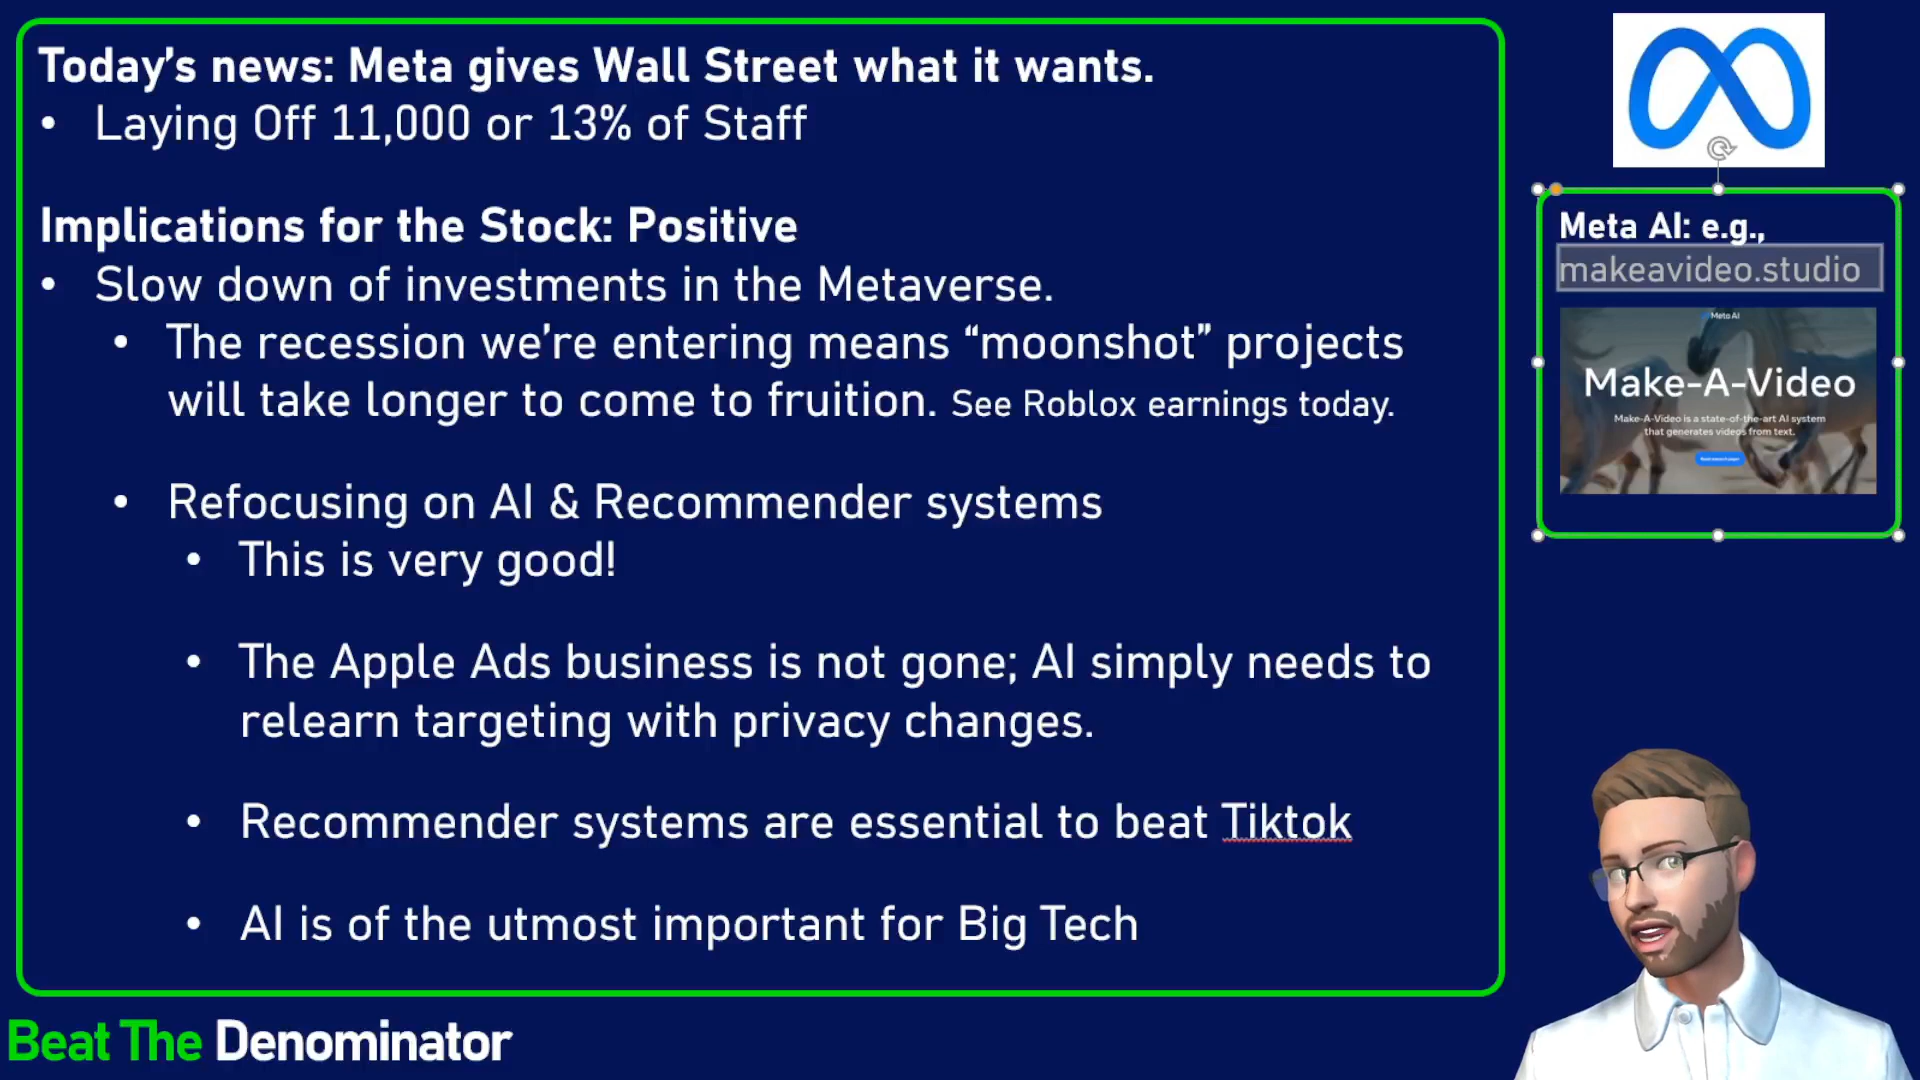 Today's news: Meta gives Wall Street what it wants.
• Laying Off 11,000 or 13% of Staff
Implications for the Stock: Positive
• Slow down of investments in the Metaverse.
• The recession we're entering means “moonshot” projects
will take longer to come to fruition. See Roblox earnings today.
• Refocusing on AI & Recommender systems
• This is very good!
• The Apple Ads business is not gone; AI simply needs to
relearn targeting with privacy changes.
• Recommender systems are essential to beat Tiktok
• AI is of the utmost important for Big Tech
Meta AI: e.g.,
makeavideo.studio
Meta AI
Make-A-Video
Make-A-Video is a state-of-the-art AI system
that generates videos from text.
Beat The Denominator